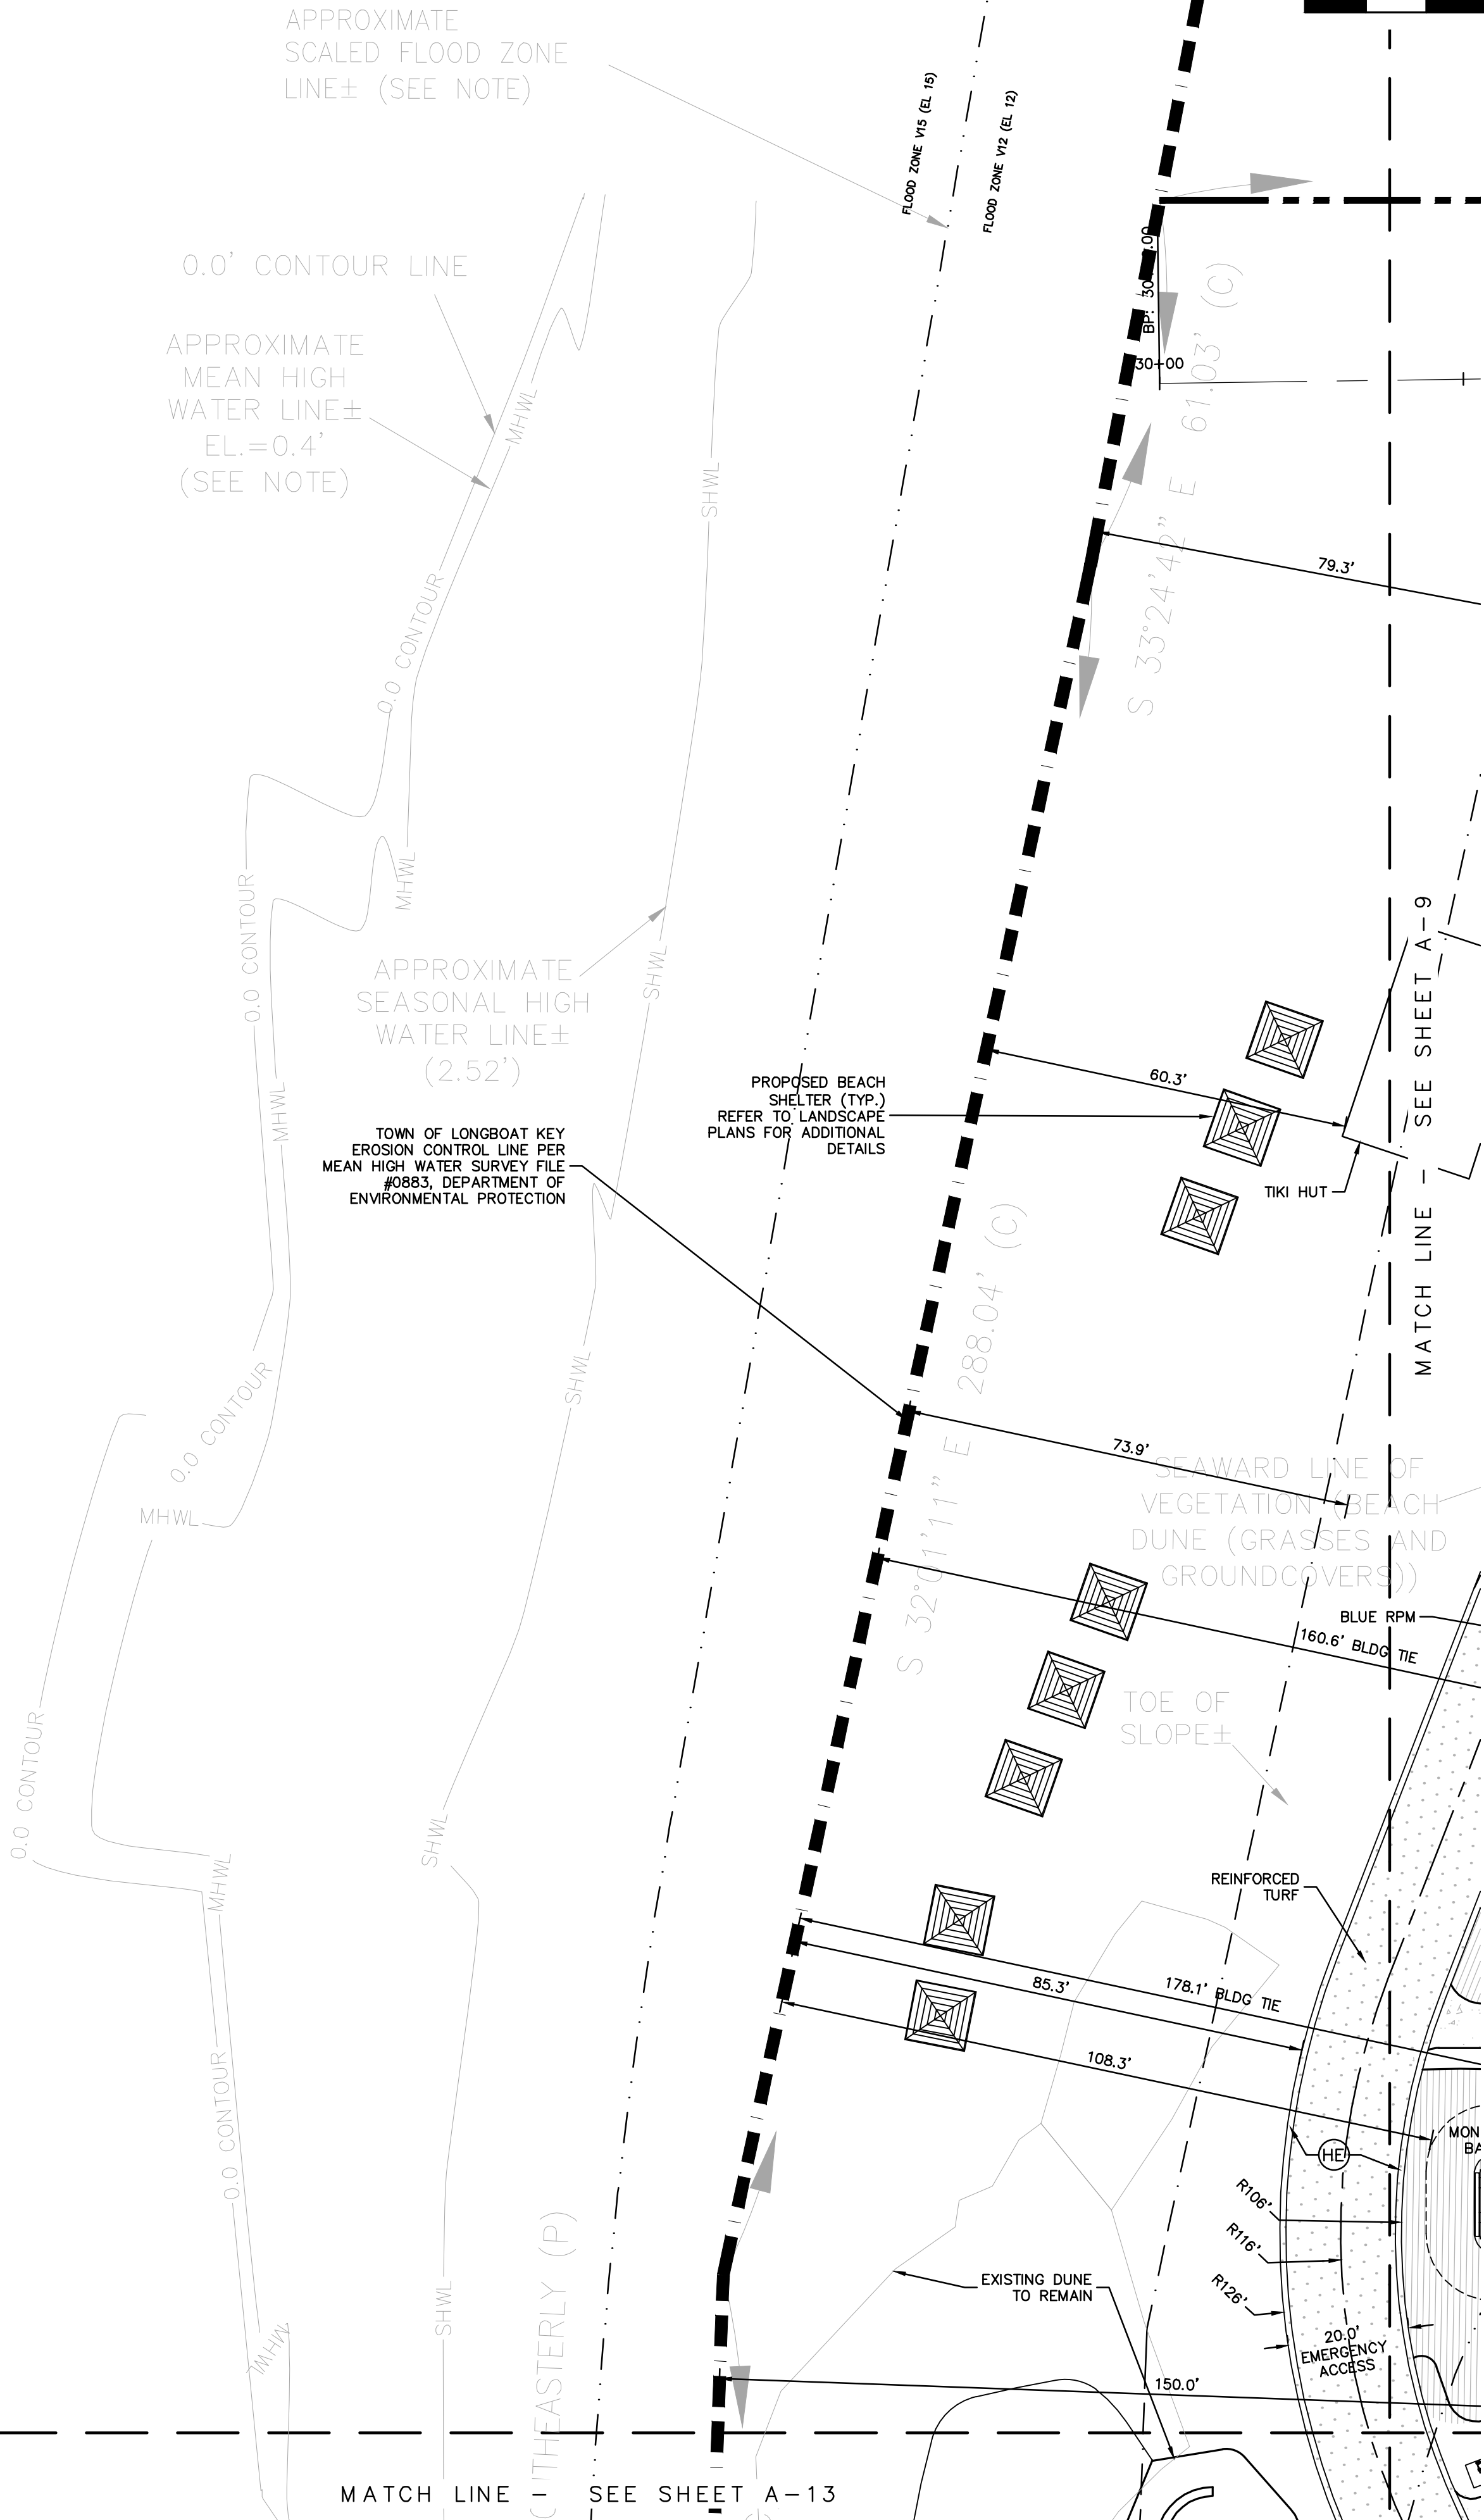 APPROXIMATE
SCALED FLOOD ZONE
LINE± (SEE NOTE)
FLOOD ZONE V15 (EL 15)
FLOOD ZONE V12 (EL 12)
0.0' CONTOUR LINE
APPROXIMATE
MEAN HIGH
WATER LINE±
EL.=0.4'
(SEE NOTE)
MHWL
SHWL
BP:
30+00
S 33°24'42" E 61.03' (C)
79.3'
0.0 CONTOUR
MHWL
0.0 CONTOUR
MATCH LINE - SEE SHEET A-9
APPROXIMATE
SEASONAL HIGH
WATER LINE±
(2.52')
SHWL
MHWL
60.3'
PROPOSED BEACH
SHELTER (TYP.)
REFER TO LANDSCAPE
PLANS FOR ADDITIONAL
DETAILS
TOWN OF LONGBOAT KEY
EROSION CONTROL LINE PER
MEAN HIGH WATER SURVEY FILE
#0883, DEPARTMENT OF
ENVIRONMENTAL PROTECTION
TIKI HUT
S 32°01'11" E 288.04' (C)
SHWL
0.0 CONTOUR
73.9'
SEAWARD LINE OF
VEGETATION (BEACH
DUNE (GRASSES AND
GROUNDCOVERS))
MHWL
BLUE RPM
160.6' BLDG TIE
TOE OF
SLOPE±
0.0 CONTOUR
SHWL
MHWL
REINFORCED
TURF
178.1' BLDG TIE
85.3'
108.3'
0.0 CONTOUR
HE
MON
BA
R106'
R116'
R126'
EXISTING DUNE
TO REMAIN
SHWL
MHWL
THEASTERLY (P)
20.0'
EMERGENCY
ACCESS
150.0'
MATCH LINE - SEE SHEET A-13